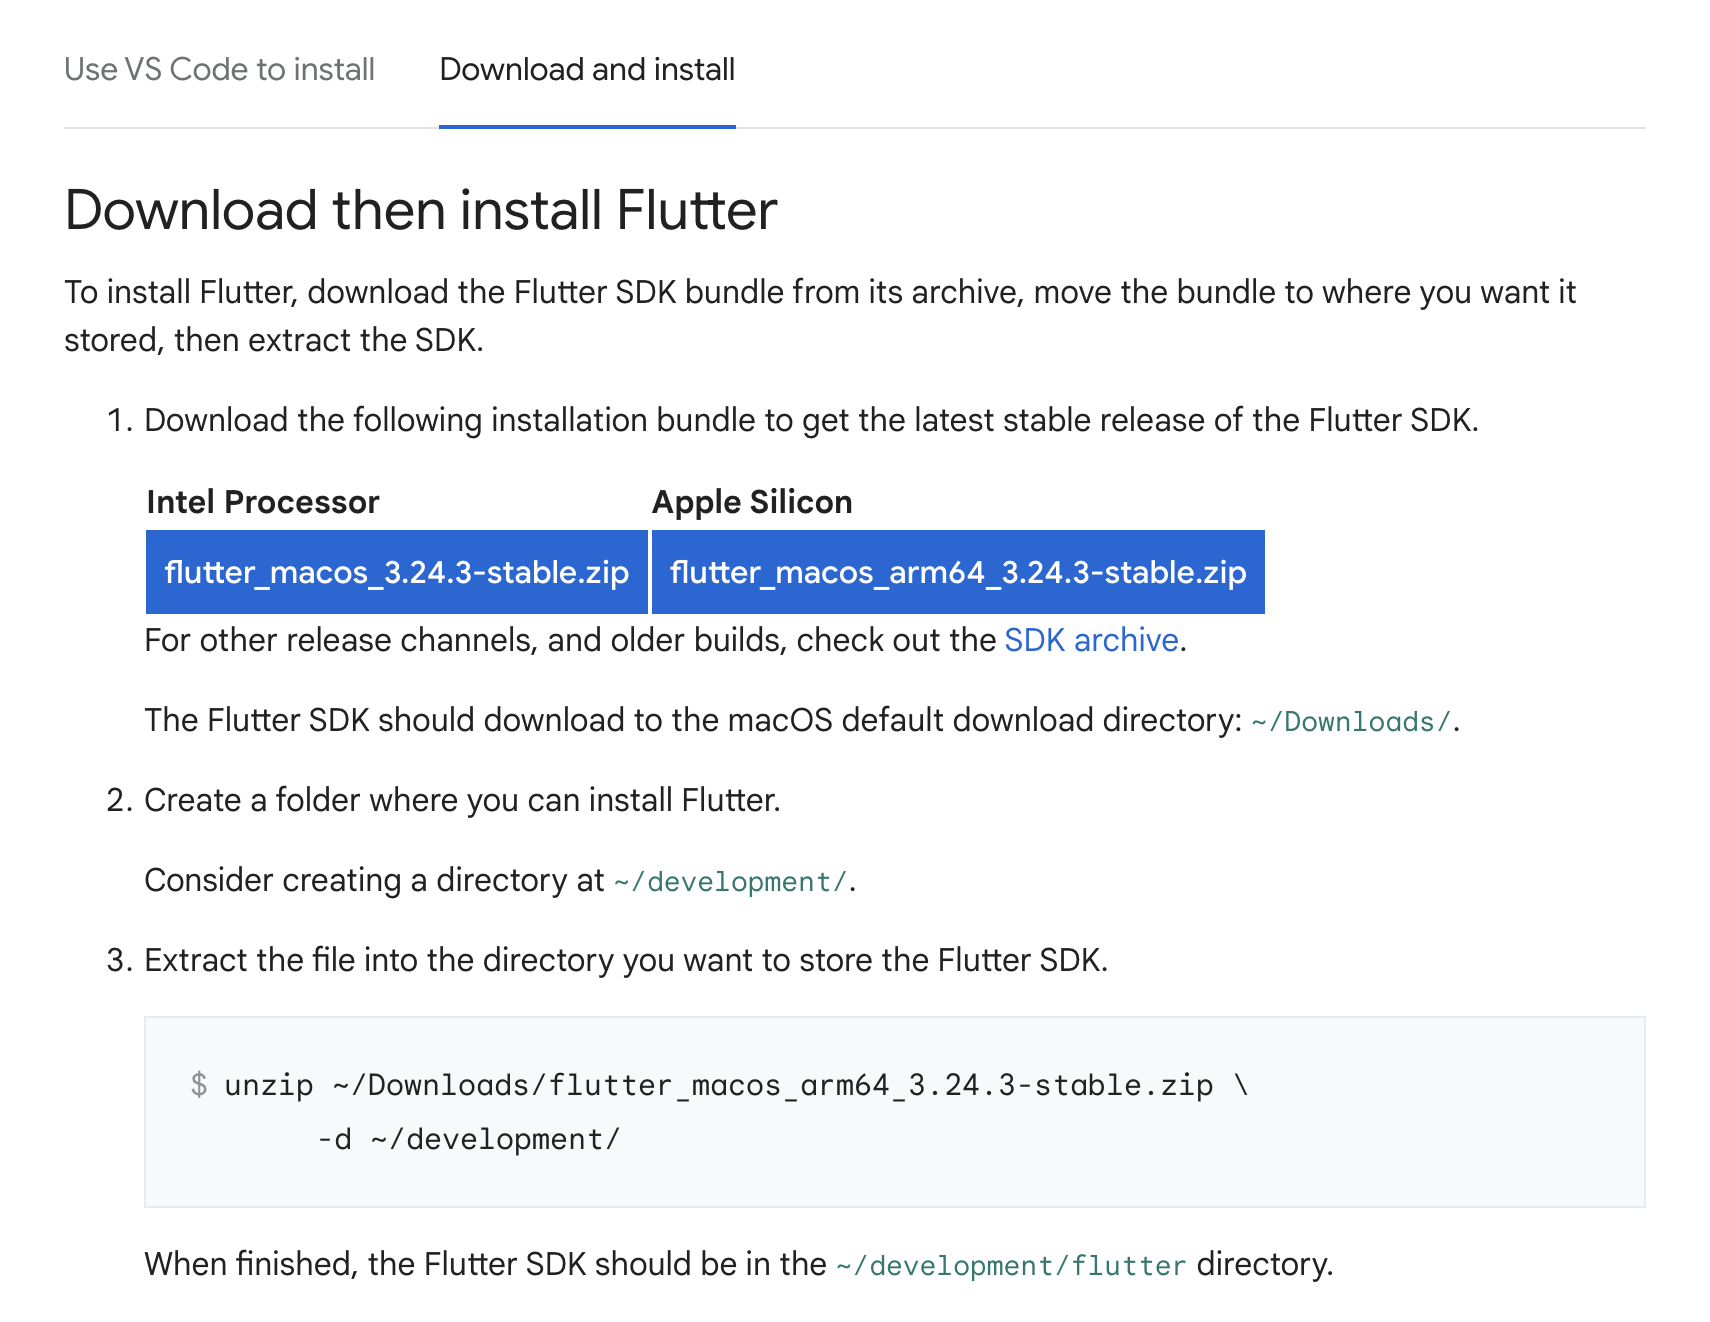 Use VS Code to install
Download and install
Download then install Flutter
To install Flutter, download the Flutter SDK bundle from its archive, move the bundle to where you want it
stored, then extract the SDK.
1. Download the following installation bundle to get the latest stable release of the Flutter SDK.
Intel Processor
Apple Silicon
flutter_macos_3.24.3-stable.zip
flutter_macos_arm64_3.24.3-stable.zip
For other release channels, and older builds, check out the SDK archive.
The Flutter SDK should download to the macOS default download directory: ~/Downloads/.
2. Create a folder where you can install Flutter.
Consider creating a directory at ~/development/.
3. Extract the file into the directory you want to store the Flutter SDK.
$ unzip ~/Downloads/flutter_macos_arm64_3.24.3-stable.zip \
-d ~/development/
When finished, the Flutter SDK should be in the ~/development/flutter directory.